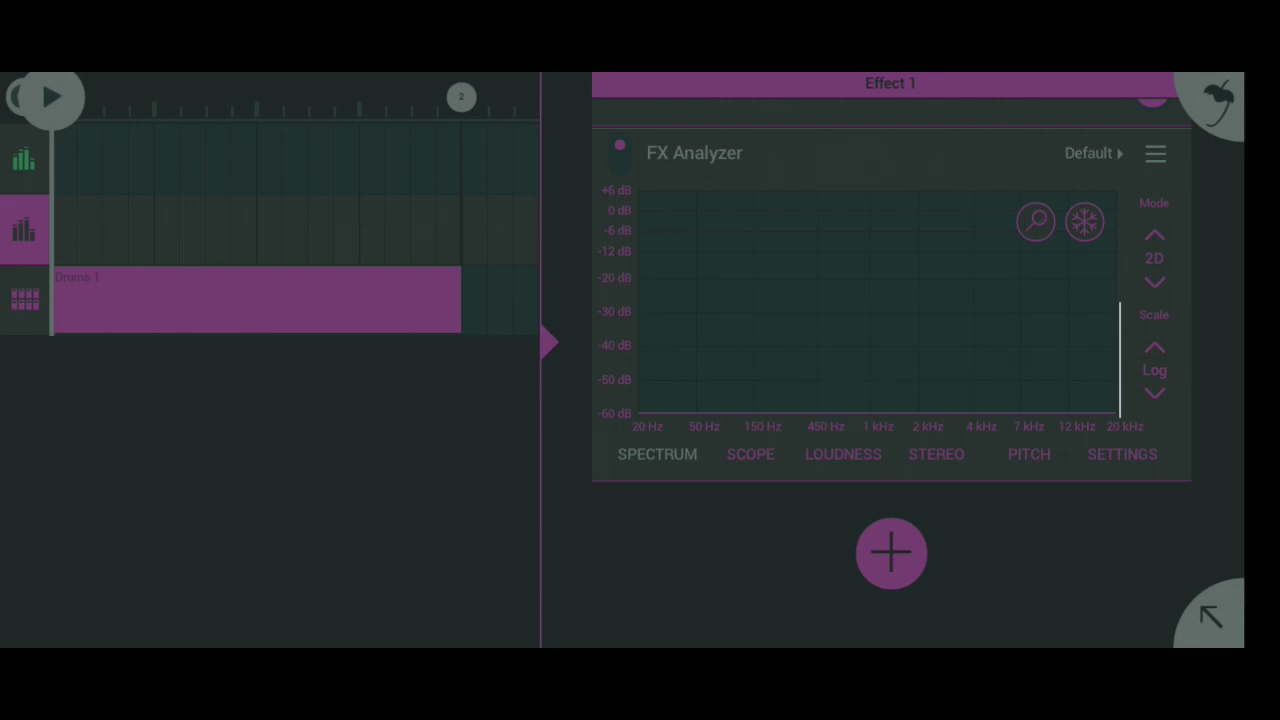 Effect 1
2
FX Analyzer
Default
+6 dB
0 dB
-6 dB
-12 dB
-20 dB
-30 dB
-40 dB
-50 dB
-60 dB
20 Hz 50 Hz 150 Hz 450 Hz 1 kHz 2 kHz 4 kHz 7 kHz 12 kHz 20 kHz
Mode
2D
Scale
Log
SPECTRUM SCOPE LOUDNESS STEREO PITCH SETTINGS
Drums 1